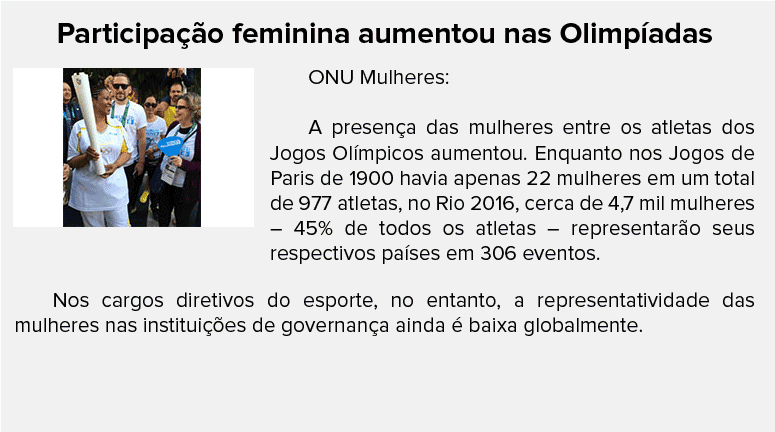 Participação feminina aumentou nas Olimpíadas
ONU Mulheres:
A presença das mulheres entre os atletas dos
Jogos Olímpicos aumentou. Enquanto nos Jogos de
Paris de 1900 havia apenas 22 mulheres em um total
de 977 atletas, no Rio 2016, cerca de 4,7 mil mulheres
– 45% de todos os atletas – representarão seus
respectivos países em 306 eventos.
Nos cargos diretivos do esporte, no entanto, a representatividade das
mulheres nas instituições de governança ainda é baixa globalmente.